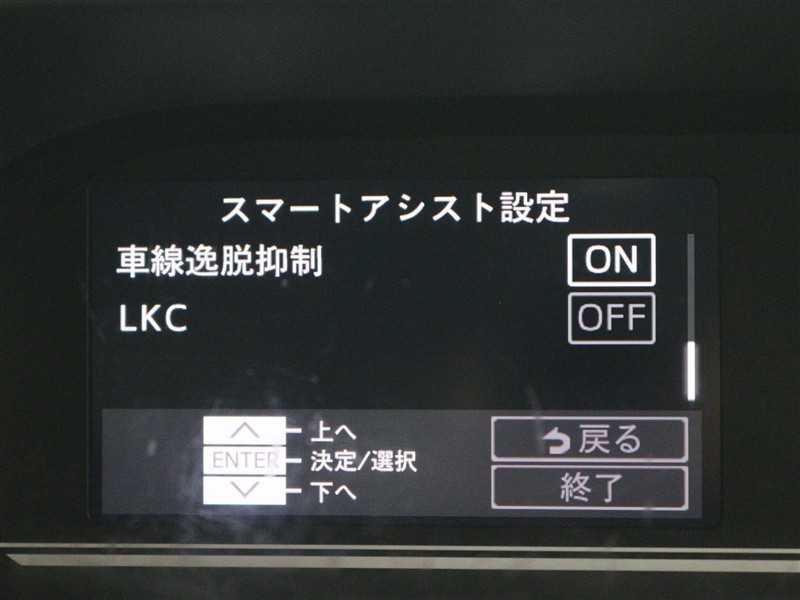 スマートアシスト設定
車線逸脱抑制 ON
LKC OFF
上へ
ENTER 決定/選択
下へ
戻る
終了